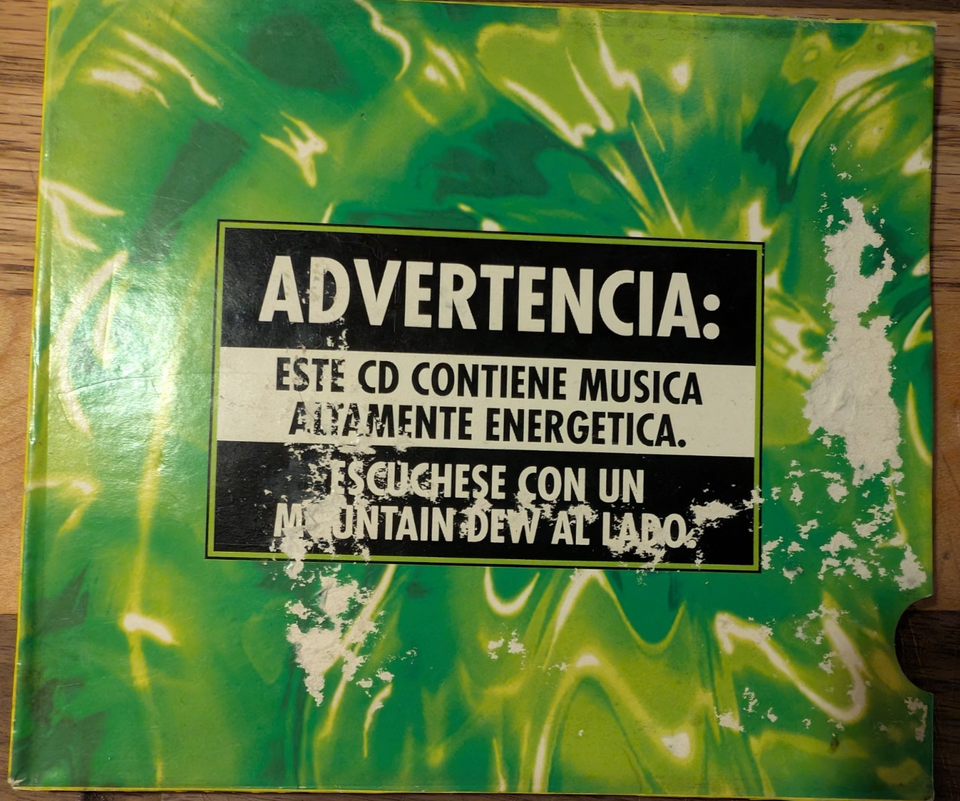 ADVERTENCIA:
ESTE CD CONTIENE MUSICA
ALTAMENTE ENERGETICA.
ESCUCHESE CON UN
MOUNTAIN DEW AL LADO.